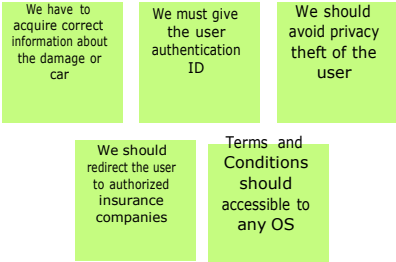 We have to
acquire correct
information about
the damage or
car
We must give
the user
authentication
ID
We should
avoid privacy
theft of the
user
We should
redirect the user
to authorized
insurance
companies
Terms and
Conditions
should
accessible to
any OS